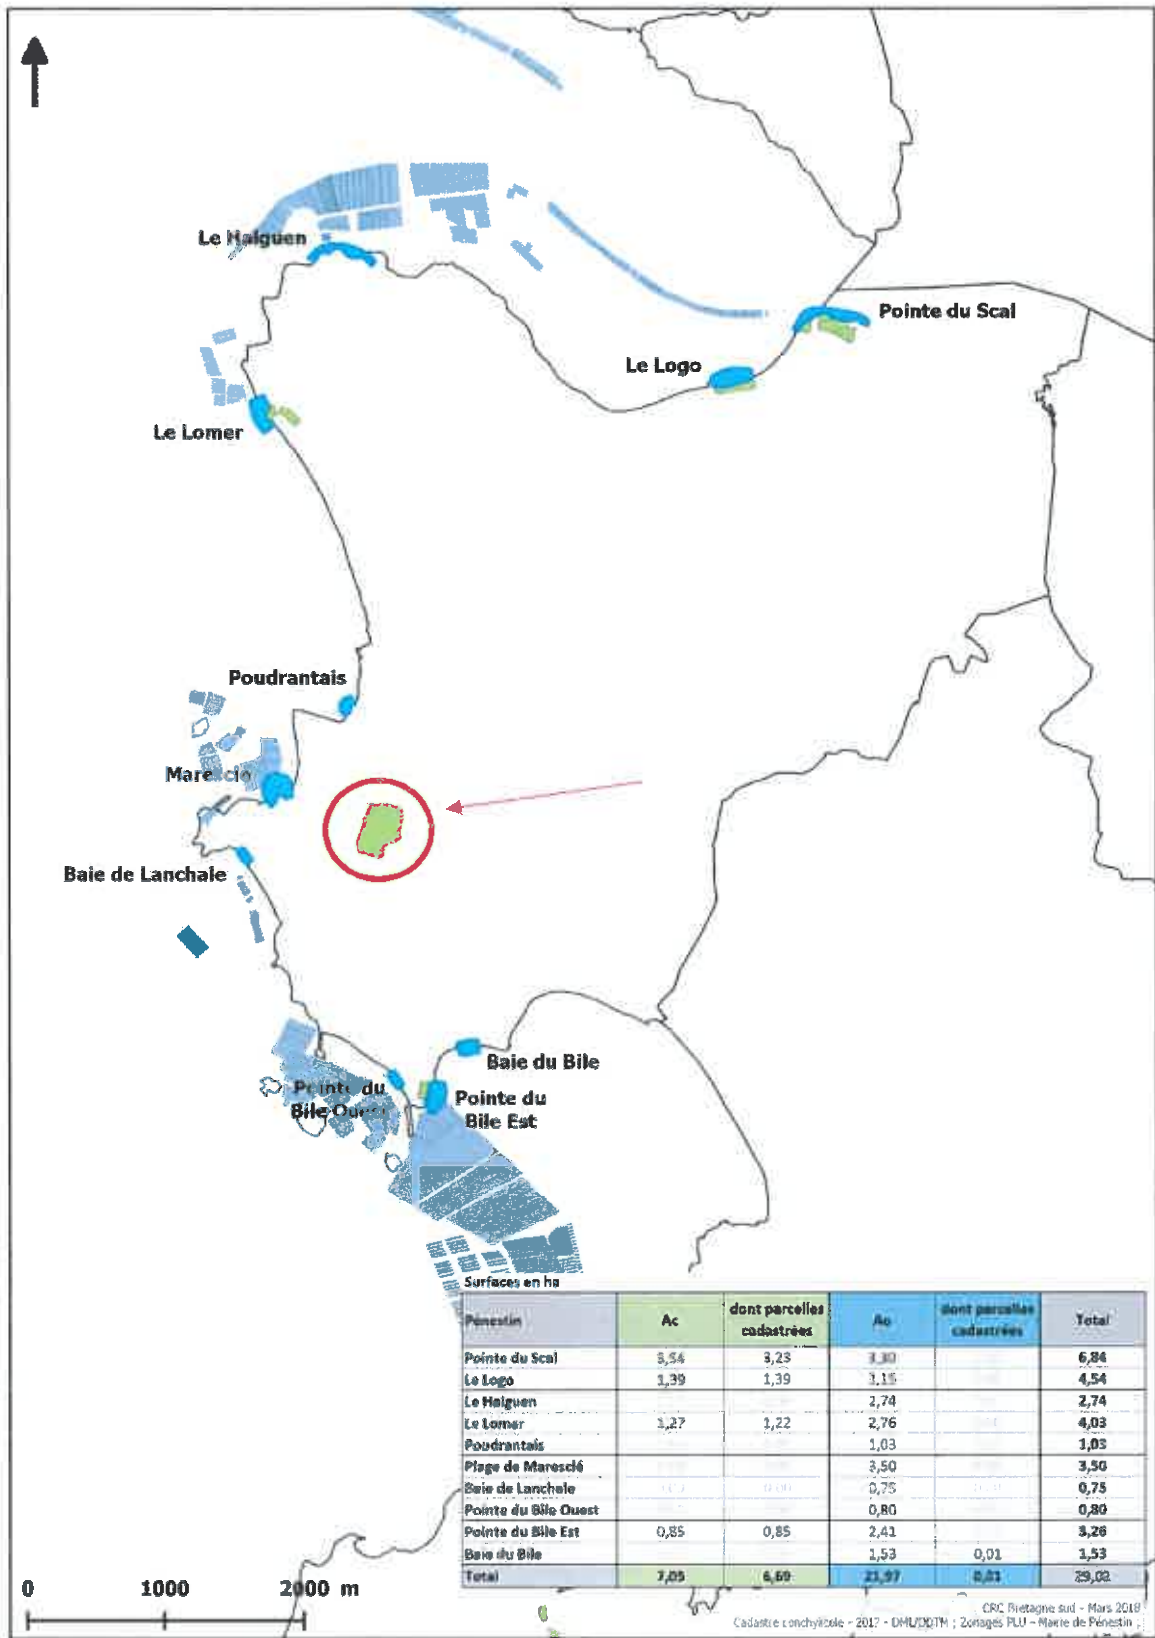 Le Halguen
Pointe du Scal
Le Logo
Le Lomer
Poudrantais
Baie de Lanchale
Baie du Bile
Pointe du
Bile Ouest
Pointe du
Bile Est
Surfaces en ha
Pénestin Ac dont parcelles cadastrées Ao dont parcelles cadastrées Total
Pointe du Scal 3,54 3,23 3,30 6,84
Le Logo 1,39 1,39 3,15 4,54
Le Halguen 2,74 2,74
Le Lomer 1,27 1,22 2,76 4,03
Poudrantais 1,03 1,03
Plage de Maresclé 3,50 3,50
Baie de Lanchale 0,00 0,75 0,75
Pointe du Bile Ouest 0,80 0,80
Pointe du Bile Est 0,85 0,85 2,41 3,26
Baie du Bile 1,53 0,01 1,53
Total 7,05 6,69 21,97 0,01 29,02
0 1000 2000 m
CRC Bretagne sud - Mars 2018
Cadastre conchylicole - 2017 - DML/DDTM ; Zonages PLU - Mairie de Pénestin